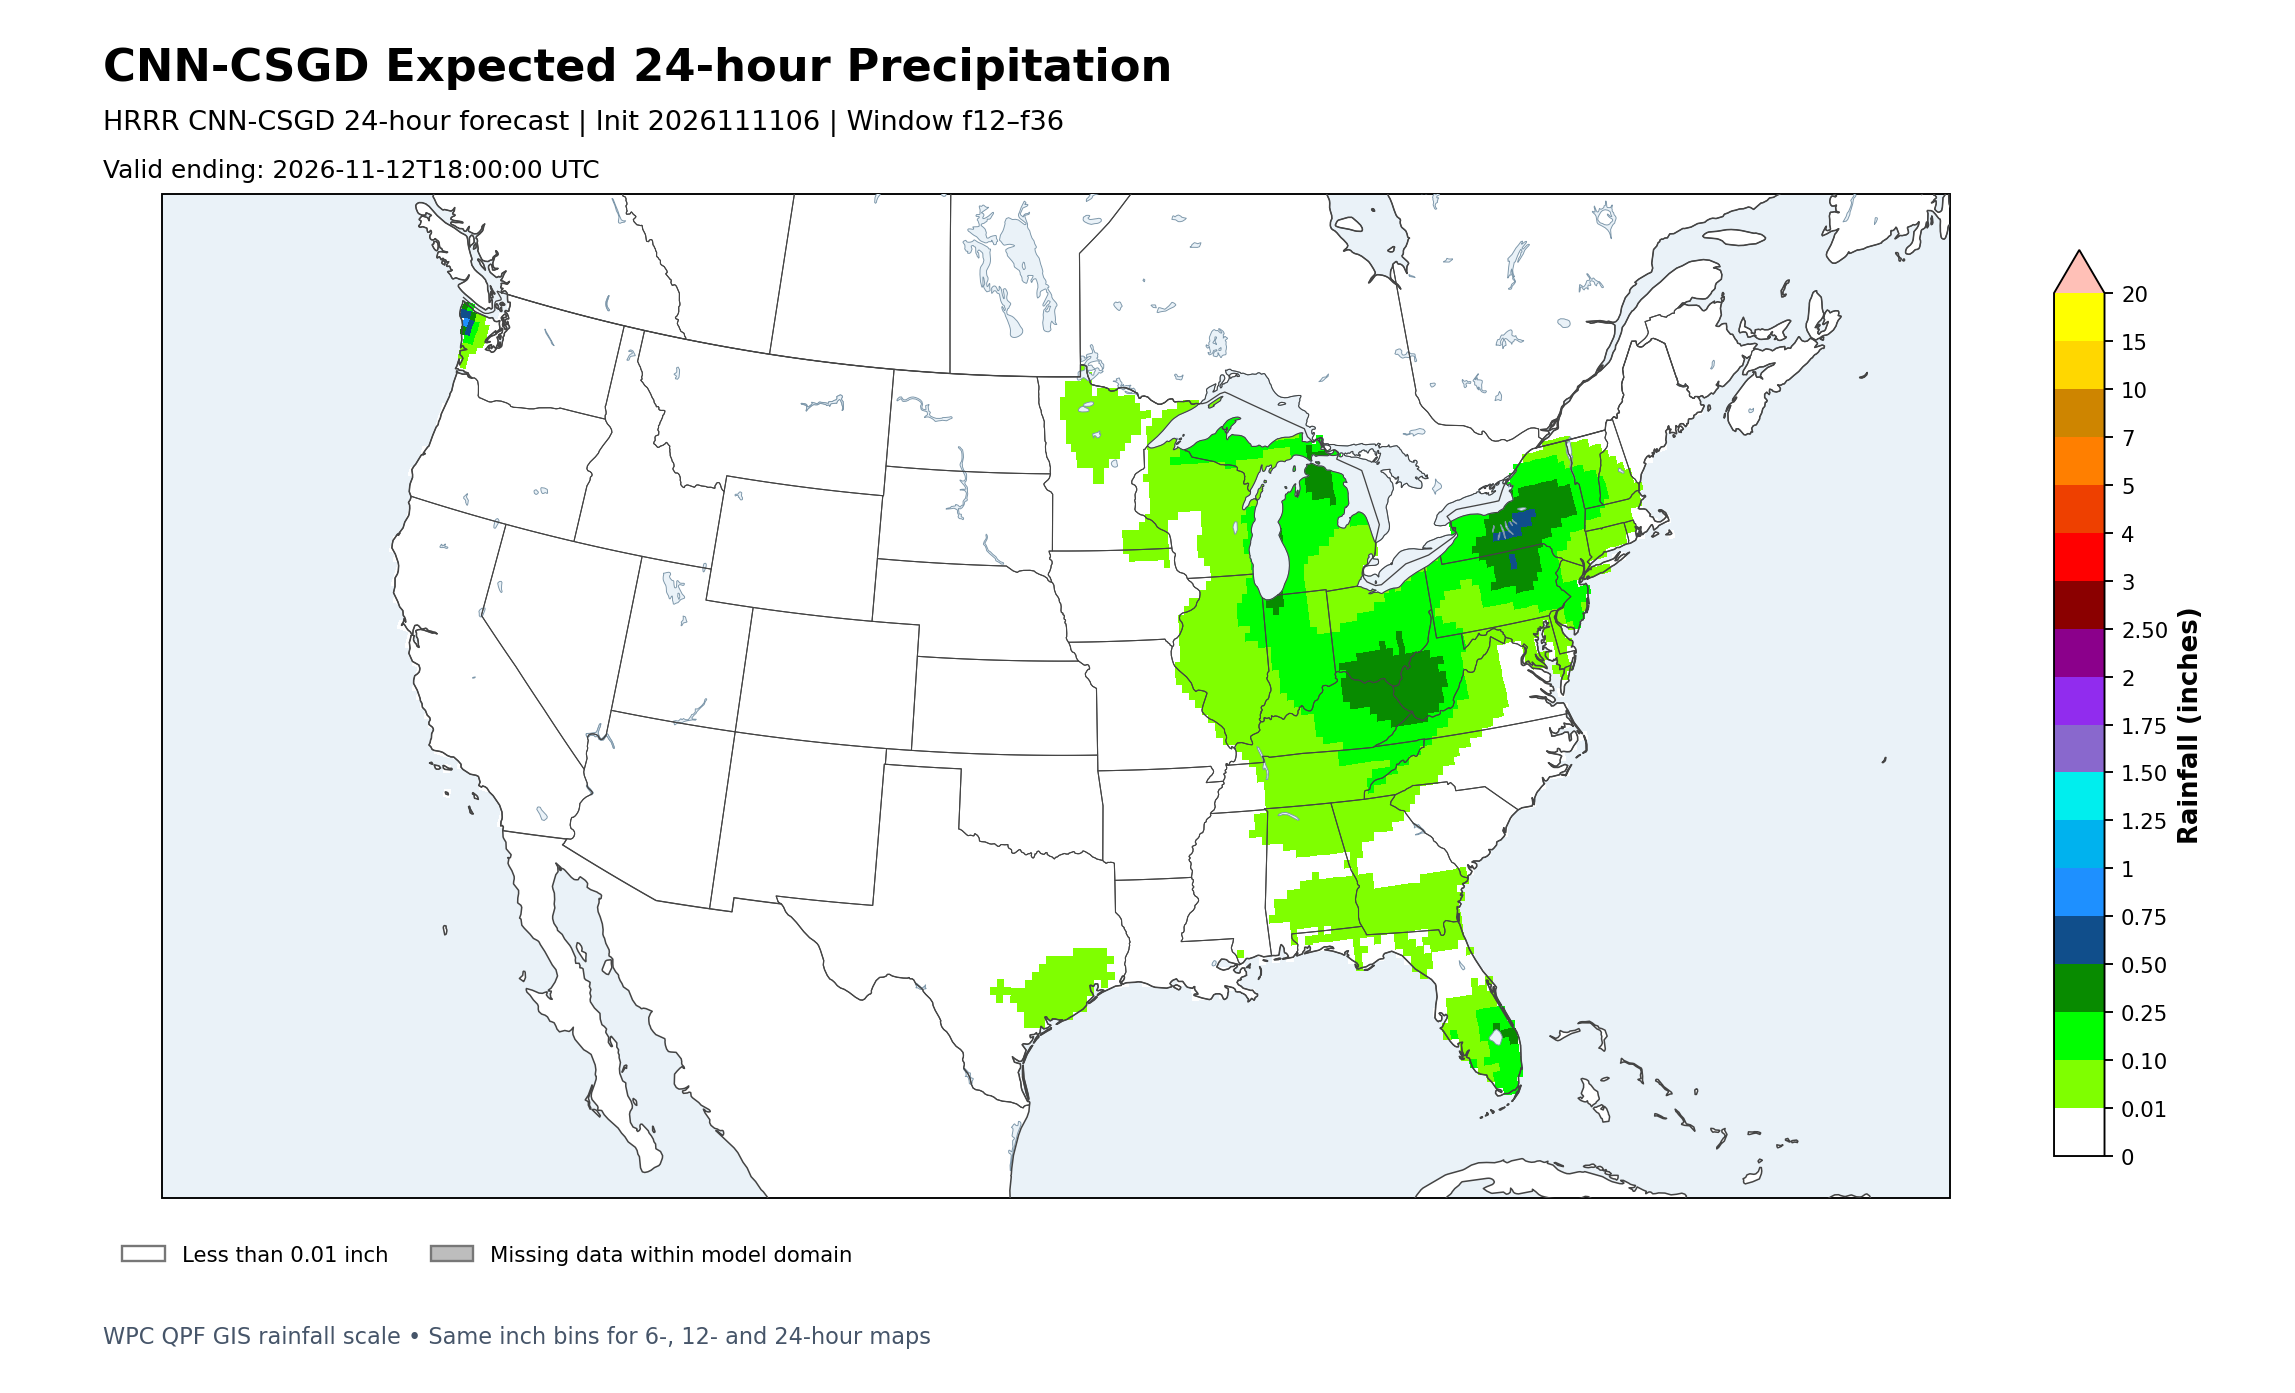 CNN-CSGD Expected 24-hour Precipitation
HRRR CNN-CSGD 24-hour forecast | Init 2026111106 | Window f12–f36
Valid ending: 2026-11-12T18:00:00 UTC
20
15
10
7
5
4
3
2.50
2
1.75
1.50
1.25
1
0.75
0.50
0.25
0.10
0.01
0
Rainfall (inches)
Less than 0.01 inch
Missing data within model domain
WPC QPF GIS rainfall scale • Same inch bins for 6-, 12- and 24-hour maps